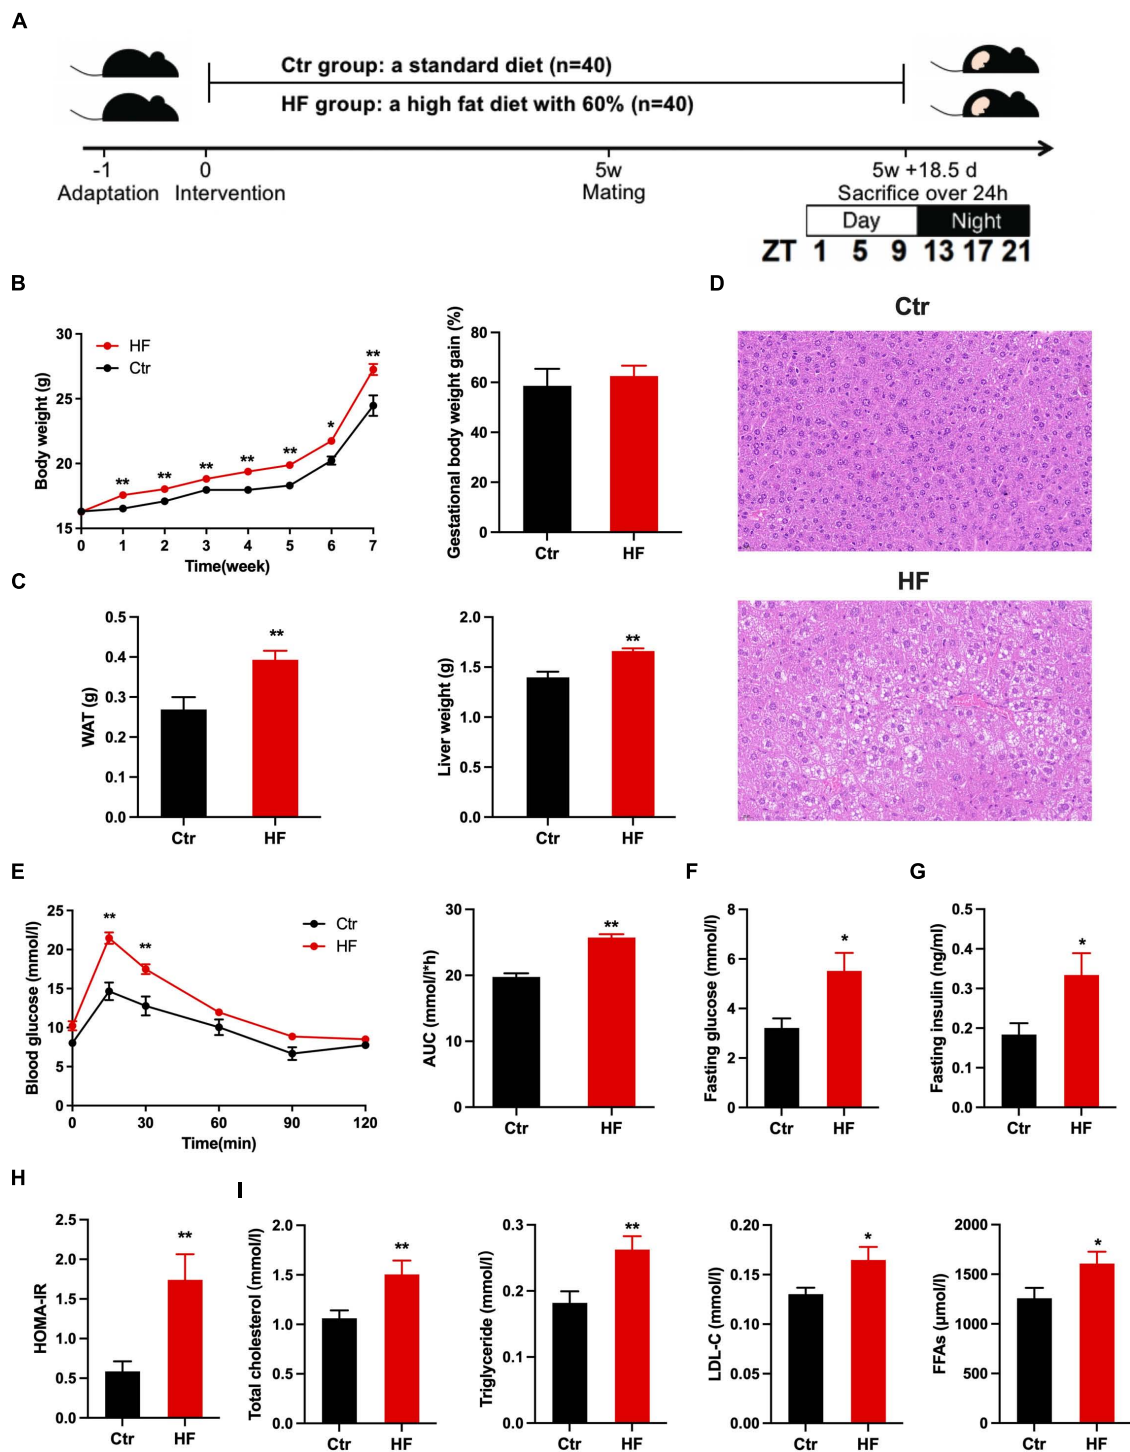 A
Ctr group: a standard diet (n=40)
HF group: a high fat diet with 60% (n=40)
-1 0 5w 5w +18.5 d
Adaptation Intervention Mating Sacrifice over 24h
Day Night
ZT 1 5 9 13 17 21
B
Body weight (g)
30
25
20
15
HF
Ctr
** ** ** ** ** * **
0 1 2 3 4 5 6 7
Time(week)
Gestational body weight gain (%)
80
60
40
20
0
Ctr HF
D
Ctr
HF
C
WAT (g)
0.5
0.4
0.3
0.2
0.1
0.0
**
Ctr HF
Liver weight (g)
2.0
1.5
1.0
0.5
0.0
**
Ctr HF
E
Blood glucose (mmol/l)
25
20
15
10
5
0
** **
Ctr
HF
0 30 60 90 120
Time(min)
AUC (mmol/l*h)
30
20
10
0
**
Ctr HF
F
Fasting glucose (mmol/l)
8
6
4
2
0
*
Ctr HF
G
Fasting insulin (ng/ml)
0.5
0.4
0.3
0.2
0.1
0.0
*
Ctr HF
H
HOMA-IR
2.5
2.0
1.5
1.0
0.5
0.0
**
Ctr HF
I
Total cholesterol (mmol/l)
2.0
1.5
1.0
0.5
0.0
**
Ctr HF
Triglyceride (mmol/l)
0.3
0.2
0.1
0.0
**
Ctr HF
LDL-C (mmol/l)
0.20
0.15
0.10
0.05
0.00
*
Ctr HF
FFAs (μmol/l)
2000
1500
1000
500
0
*
Ctr HF